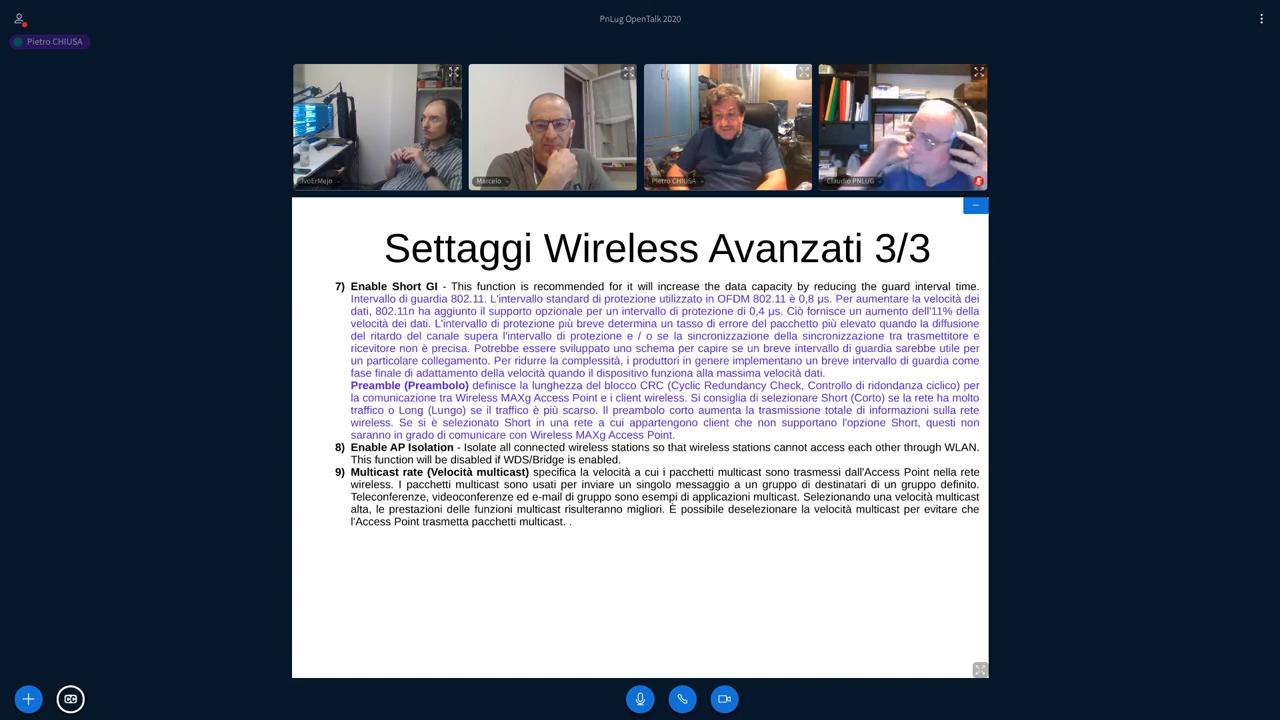 PnLug OpenTalk 2020
Pietro CHIUSA
IvoErMejo
Marcelo
Pietro CHIUSA
Claudio PNLUG
Settaggi Wireless Avanzati 3/3
7) Enable Short GI - This function is recommended for it will increase the data capacity by reducing the guard interval time.
Intervallo di guardia 802.11. L'intervallo standard di protezione utilizzato in OFDM 802.11 è 0,8 μs. Per aumentare la velocità dei
dati, 802.11n ha aggiunto il supporto opzionale per un intervallo di protezione di 0,4 μs. Ciò fornisce un aumento dell'11% della
velocità dei dati. L'intervallo di protezione più breve determina un tasso di errore del pacchetto più elevato quando la diffusione
del ritardo del canale supera l'intervallo di protezione e / o se la sincronizzazione della sincronizzazione tra trasmettitore e
ricevitore non è precisa. Potrebbe essere sviluppato uno schema per capire se un breve intervallo di guardia sarebbe utile per
un particolare collegamento. Per ridurre la complessità, i produttori in genere implementano un breve intervallo di guardia come
fase finale di adattamento della velocità quando il dispositivo funziona alla massima velocità dati.
Preamble (Preambolo) definisce la lunghezza del blocco CRC (Cyclic Redundancy Check, Controllo di ridondanza ciclico) per
la comunicazione tra Wireless MAXg Access Point e i client wireless. Si consiglia di selezionare Short (Corto) se la rete ha molto
traffico o Long (Lungo) se il traffico è più scarso. Il preambolo corto aumenta la trasmissione totale di informazioni sulla rete
wireless. Se si è selezionato Short in una rete a cui appartengono client che non supportano l'opzione Short, questi non
saranno in grado di comunicare con Wireless MAXg Access Point.
8) Enable AP Isolation - Isolate all connected wireless stations so that wireless stations cannot access each other through WLAN.
This function will be disabled if WDS/Bridge is enabled.
9) Multicast rate (Velocità multicast) specifica la velocità a cui i pacchetti multicast sono trasmessi dall'Access Point nella rete
wireless. I pacchetti multicast sono usati per inviare un singolo messaggio a un gruppo di destinatari di un gruppo definito.
Teleconferenze, videoconferenze ed e-mail di gruppo sono esempi di applicazioni multicast. Selezionando una velocità multicast
alta, le prestazioni delle funzioni multicast risulteranno migliori. È possibile deselezionare la velocità multicast per evitare che
l'Access Point trasmetta pacchetti multicast. .
CC